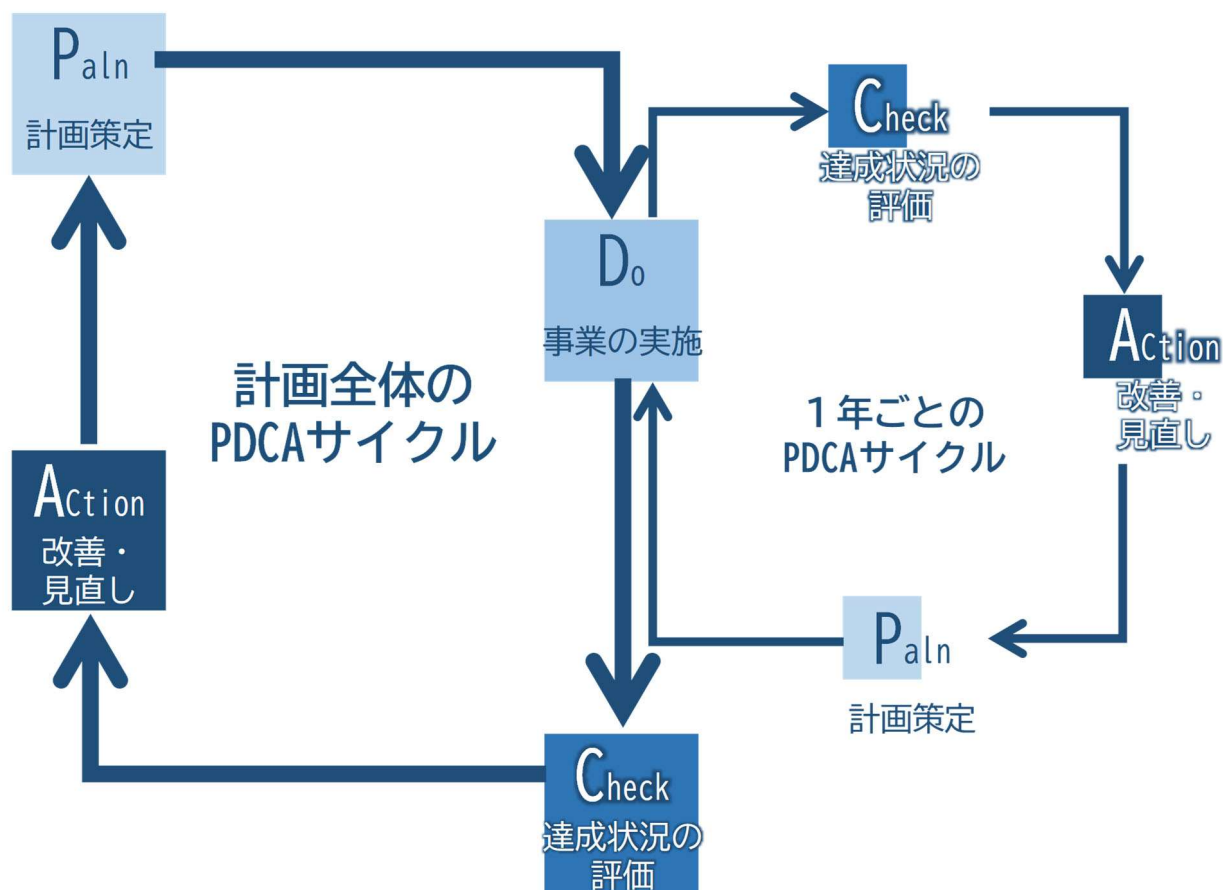 Paln
計画策定
Do
事業の実施
Check
達成状況の
評価
Action
改善・
見直し
計画全体の
PDCAサイクル
Check
達成状況の
評価
ACtion
改善・
見直し
Paln
計画策定
1年ごとの
PDCAサイクル